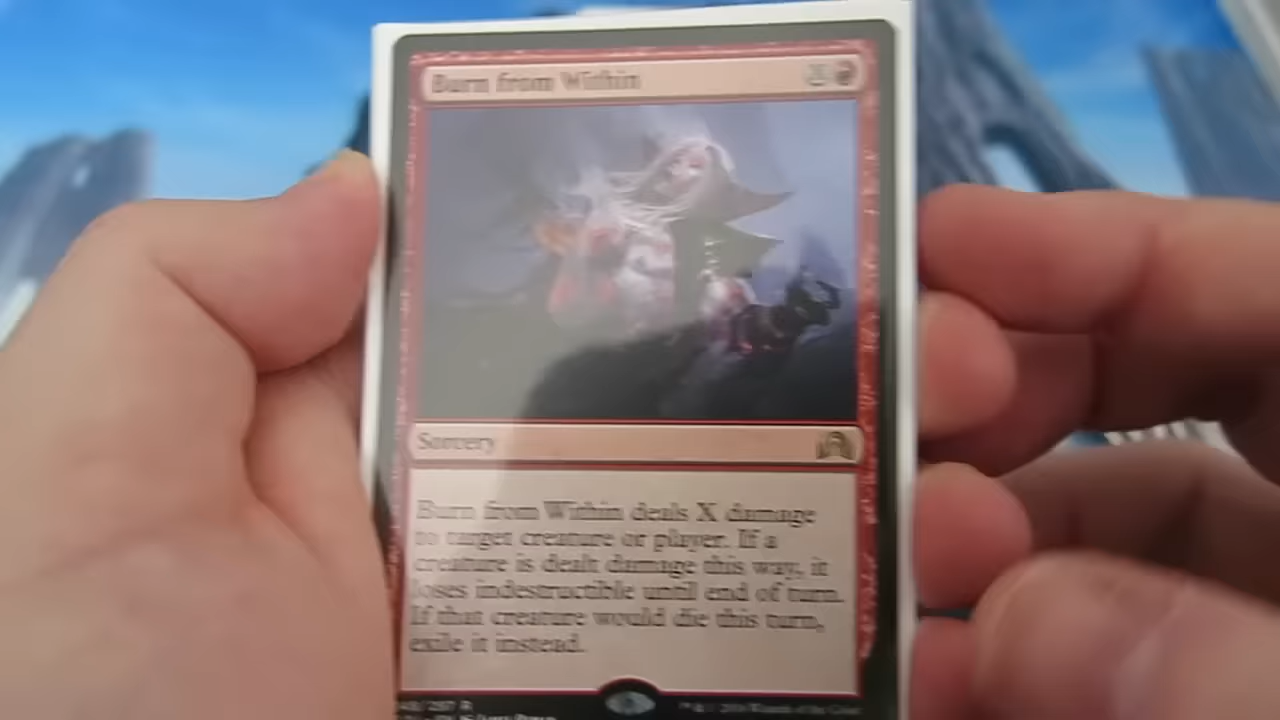 Burn from Within
X
Sorcery
Burn from Within deals X damage
to target creature or player. If a
creature is dealt damage this way, it
loses indestructible until end of turn.
If that creature would die this turn,
exile it instead.